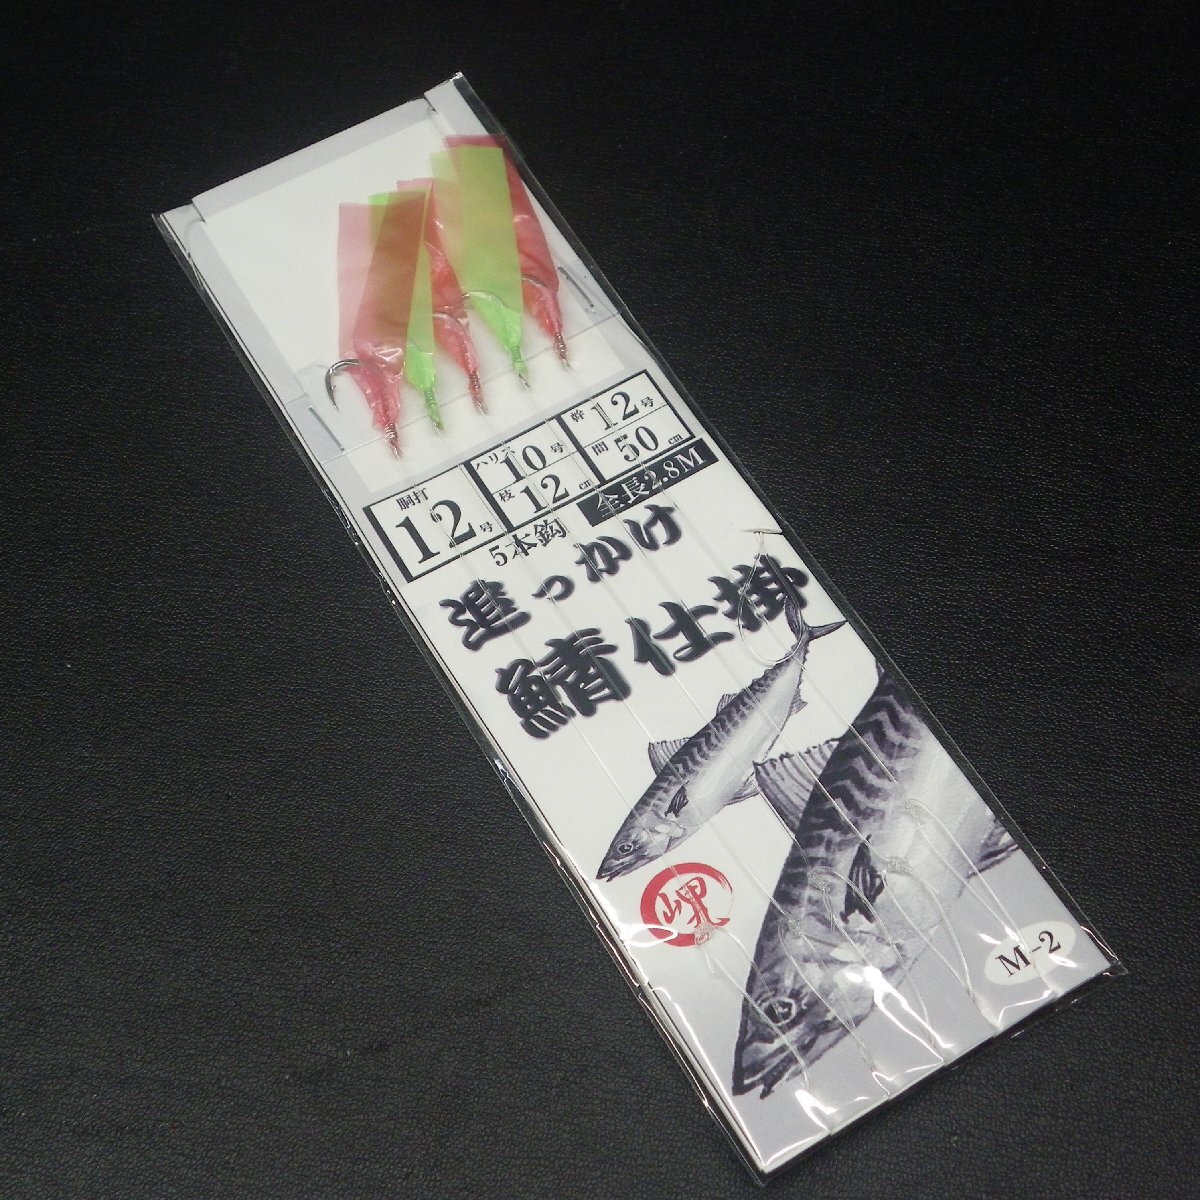 胴打 12号
ハリス 10号
枝 12cm
幹 12号
間 50cm
5本鈎
全長2.8M
追っかけ
鯖仕掛
岬
M-2